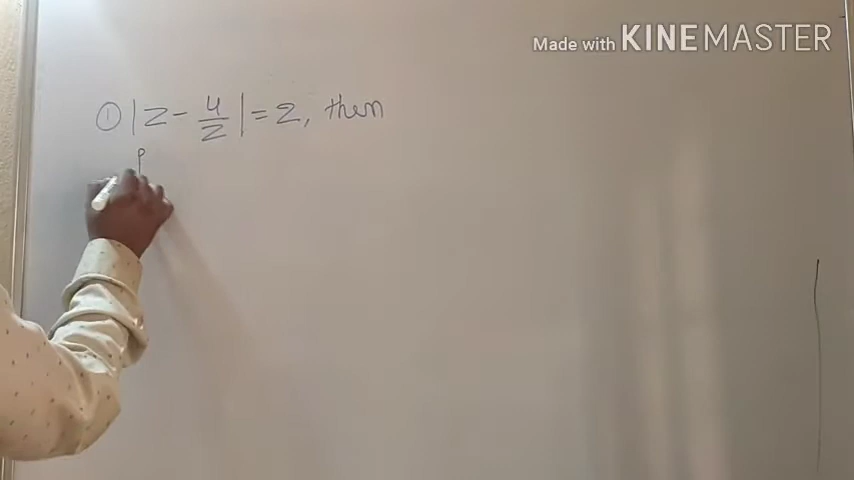 Made with KINEMASTER
① |z - 4/z| = 2, then